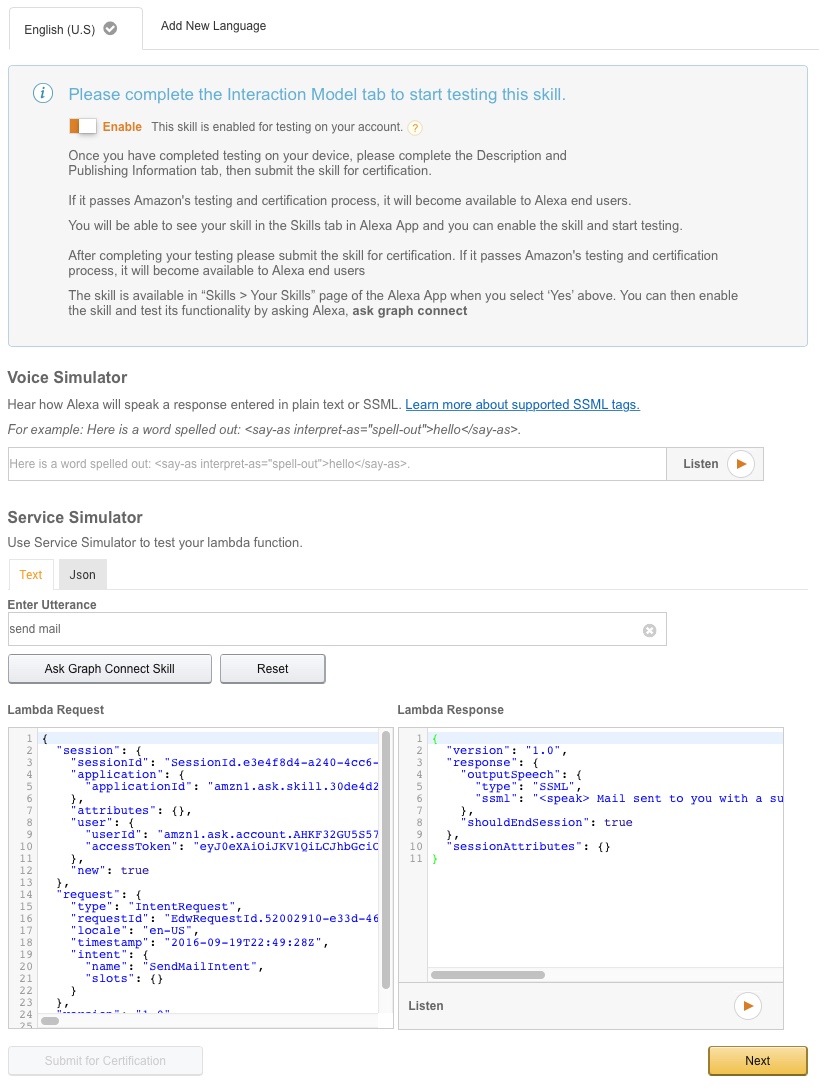 English (U.S)
Add New Language
Please complete the Interaction Model tab to start testing this skill.
Enable This skill is enabled for testing on your account. ?
Once you have completed testing on your device, please complete the Description and
Publishing Information tab, then submit the skill for certification.
If it passes Amazon's testing and certification process, it will become available to Alexa end users.
You will be able to see your skill in the Skills tab in Alexa App and you can enable the skill and start testing.
After completing your testing please submit the skill for certification. If it passes Amazon's testing and certification
process, it will become available to Alexa end users
The skill is available in “Skills > Your Skills” page of the Alexa App when you select ‘Yes’ above. You can then enable
the skill and test its functionality by asking Alexa, ask graph connect
Voice Simulator
Hear how Alexa will speak a response entered in plain text or SSML. Learn more about supported SSML tags.
For example: Here is a word spelled out: <say-as interpret-as="spell-out">hello</say-as>.
Here is a word spelled out: <say-as interpret-as="spell-out">hello</say-as>.
Listen
Service Simulator
Use Service Simulator to test your lambda function.
Text
Json
Enter Utterance
send mail
Ask Graph Connect Skill
Reset
Lambda Request
1 {
2 "session": {
3 "sessionId": "SessionId.e3e4f8d4-a240-4cc6-
4 "application": {
5 "applicationId": "amzn1.ask.skill.30de4d2
6 },
7 "attributes": {},
8 "user": {
9 "userId": "amzn1.ask.account.AHKF32GU5S57
10 "accessToken": "eyJ0eXAiOiJKV1QiLCJhbGciO
11 },
12 "new": true
13 },
14 "request": {
15 "type": "IntentRequest",
16 "requestId": "EdwRequestId.52002910-e33d-46
17 "locale": "en-US",
18 "timestamp": "2016-09-19T22:49:28Z",
19 "intent": {
20 "name": "SendMailIntent",
21 "slots": {}
22 }
23 },
24 "version": "1.0"
25
Lambda Response
1 {
2 "version": "1.0",
3 "response": {
4 "outputSpeech": {
5 "type": "SSML",
6 "ssml": "<speak> Mail sent to you with a su
7 },
8 "shouldEndSession": true
9 },
10 "sessionAttributes": {}
11 }
Listen
Submit for Certification
Next